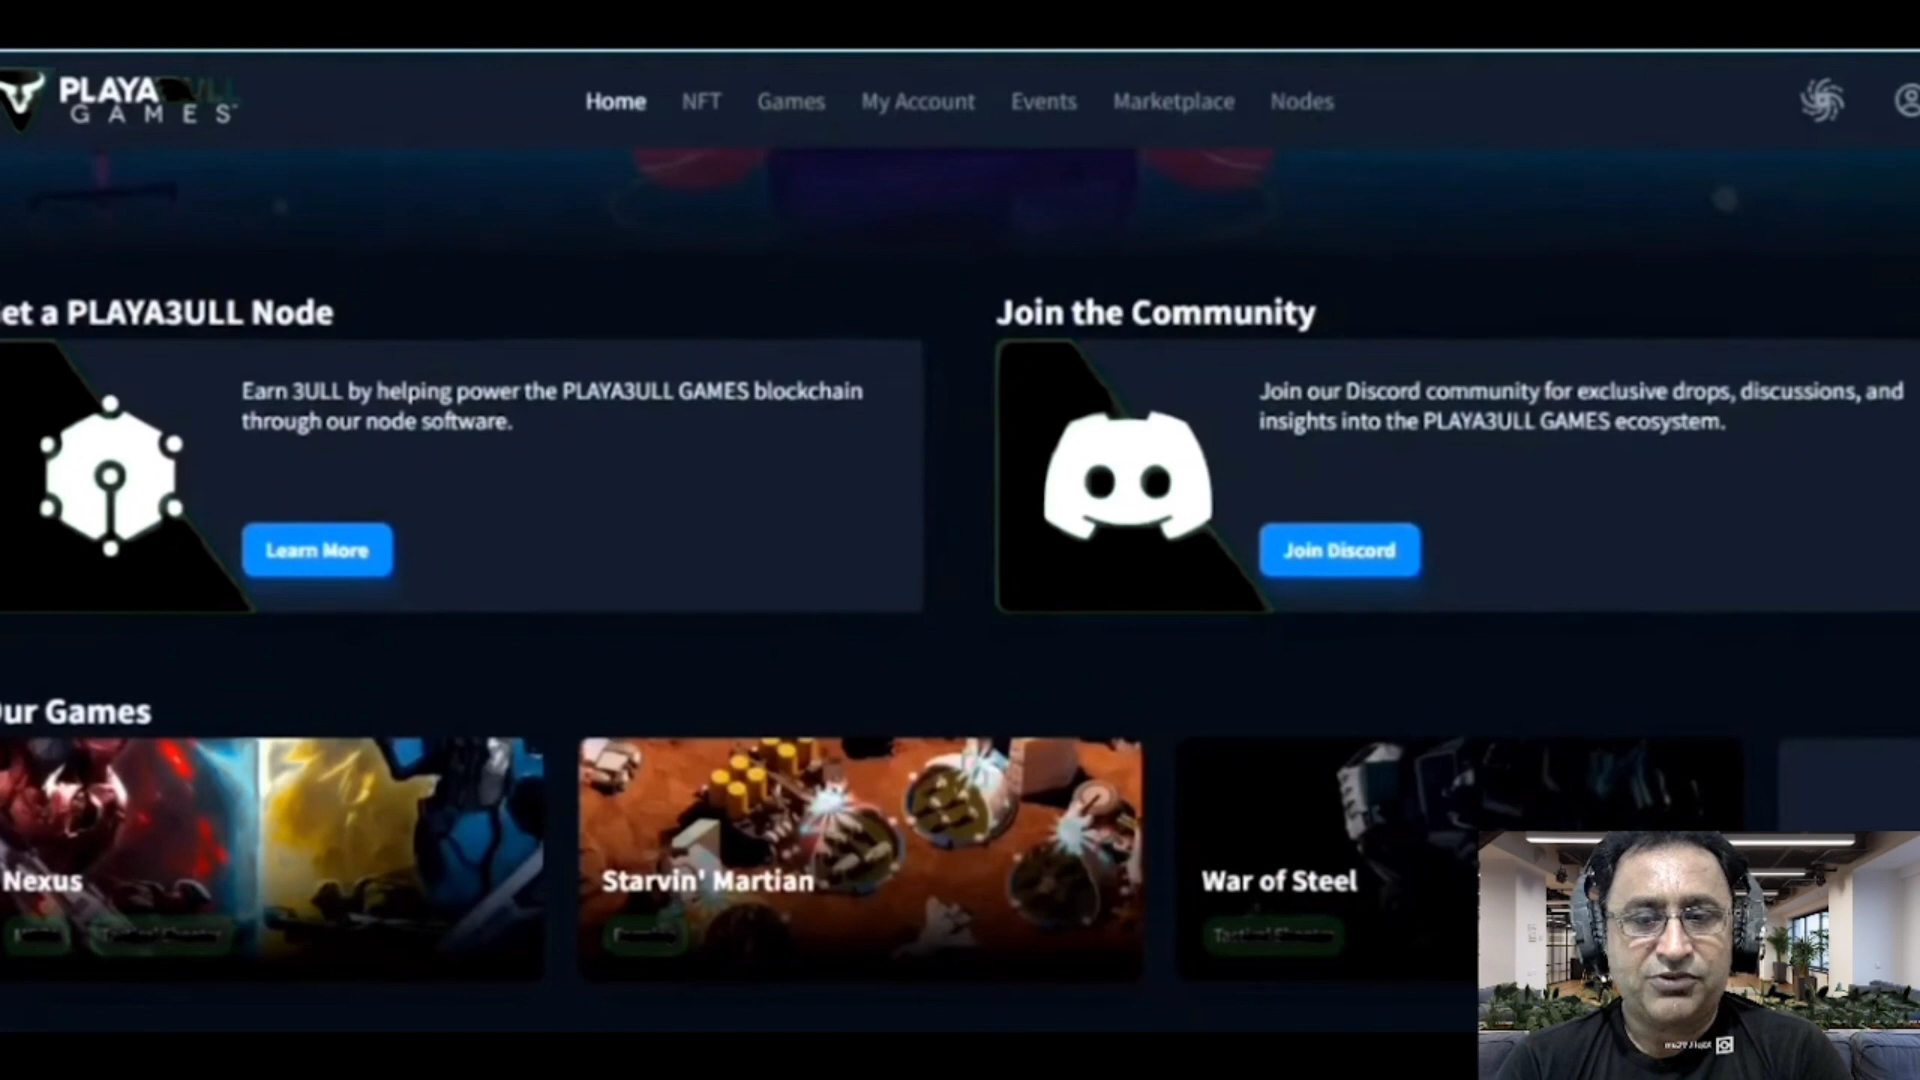 PLAYA
GAMES
Home NFT Games My Account Events Marketplace Nodes
et a PLAYA3ULL Node
Join the Community
Earn 3ULL by helping power the PLAYA3ULL GAMES blockchain
through our node software.
Join our Discord community for exclusive drops, discussions, and
insights into the PLAYA3ULL GAMES ecosystem.
Learn More
Join Discord
ur Games
Nexus
Starvin' Martian
War of Steel